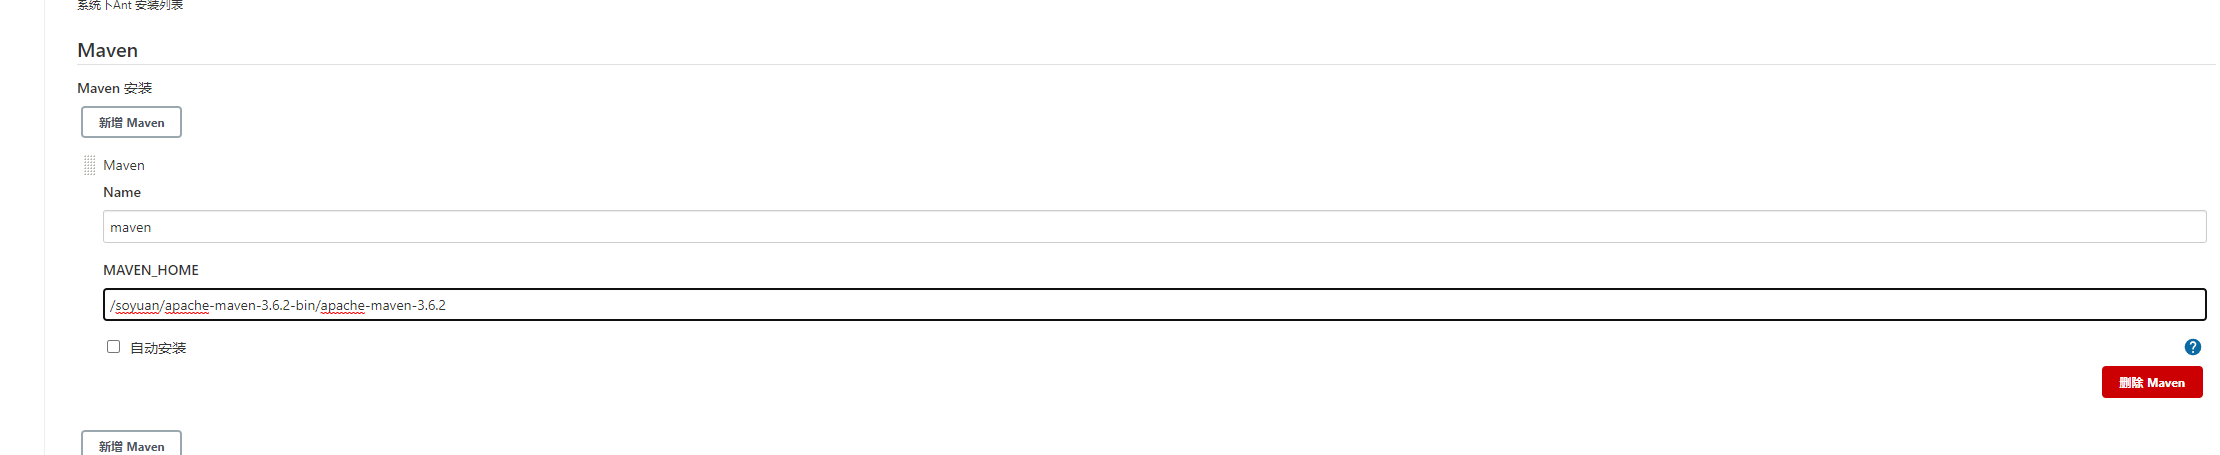 系统下Ant 安装列表
Maven
Maven 安装
新增 Maven
Maven
Name
maven
MAVEN_HOME
/soyuan/apache-maven-3.6.2-bin/apache-maven-3.6.2
自动安装
?
删除 Maven
新增 Maven